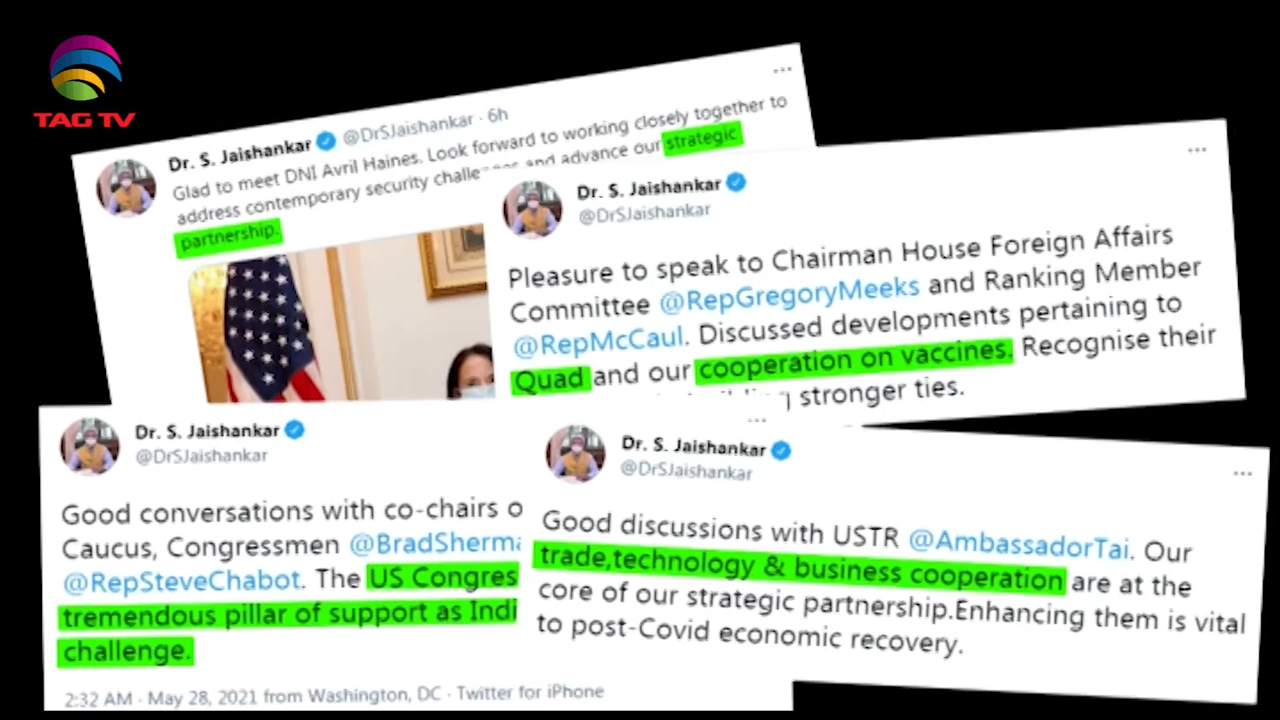 TAG TV
Dr. S. Jaishankar @DrSJaishankar · 6h
Glad to meet DNI Avril Haines. Look forward to working closely together to
address contemporary security and advance our strategic
partnership.
Dr. S. Jaishankar
@DrSJaishankar
Pleasure to speak to Chairman House Foreign Affairs
Committee @RepGregoryMeeks and Ranking Member
@RepMcCaul. Discussed developments pertaining to
Quad and our cooperation on vaccines. Recognise their
stronger ties.
Dr. S. Jaishankar
@DrSJaishankar
Good conversations with co-chairs
Caucus, Congressmen
@RepSteveChabot. The US
tremendous pillar of support as
challenge.
2:32 AM · May 28, 2021 from Washington, DC · Twitter for iPhone
Dr. S. Jaishankar
@DrSJaishankar
Good discussions with USTR @AmbassadorTai. Our
trade,technology & business cooperation are at the
core of our strategic partnership.Enhancing them is vital
to post-Covid economic recovery.